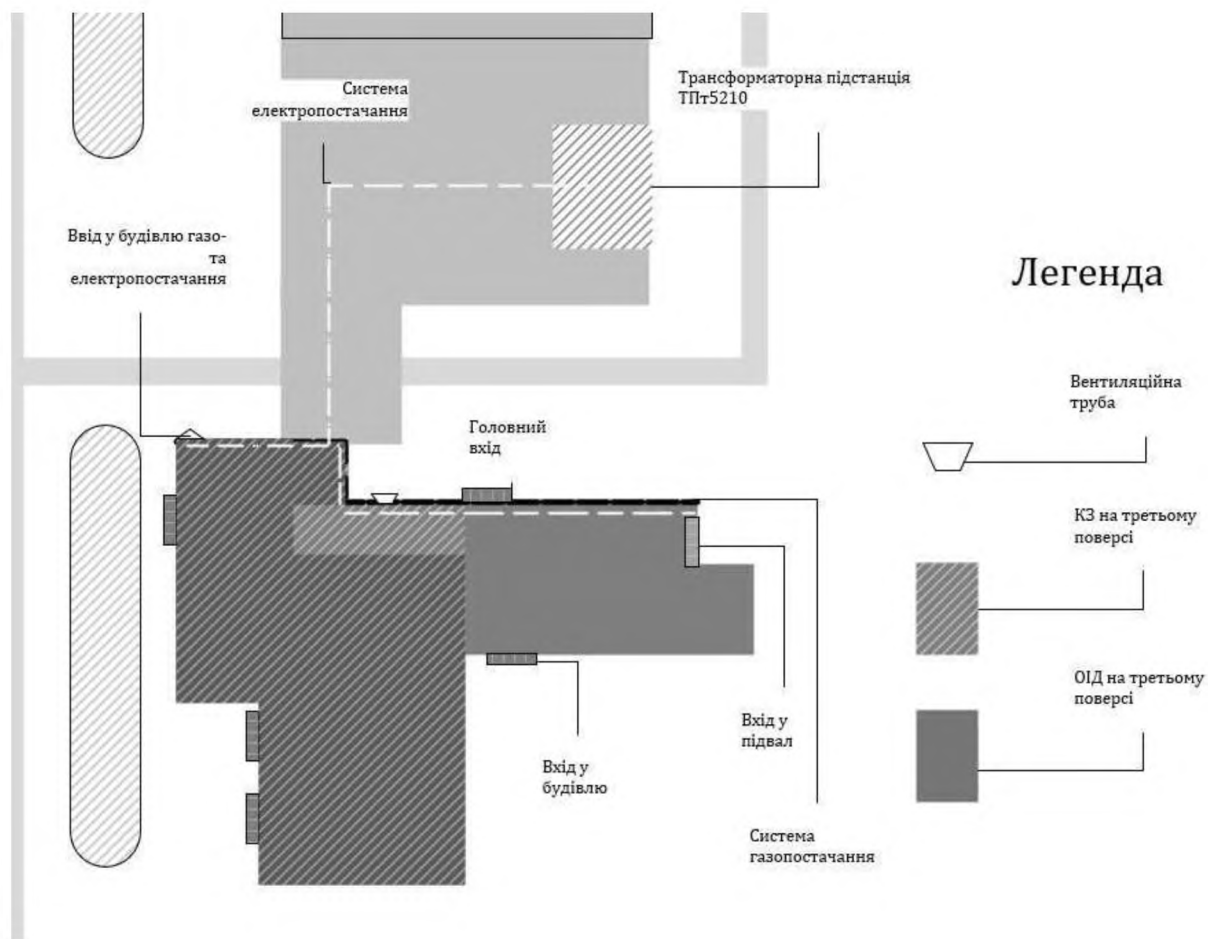 Система
електропостачання
Трансформаторна підстанція
ТПт5210
Ввід у будівлю газо-
та
електропостачання
Легенда
Вентиляційна
труба
Головний
вхід
КЗ на третьому
поверсі
ОІД на третьому
поверсі
Вхід у
підвал
Вхід у
будівлю
Система
газопостачання